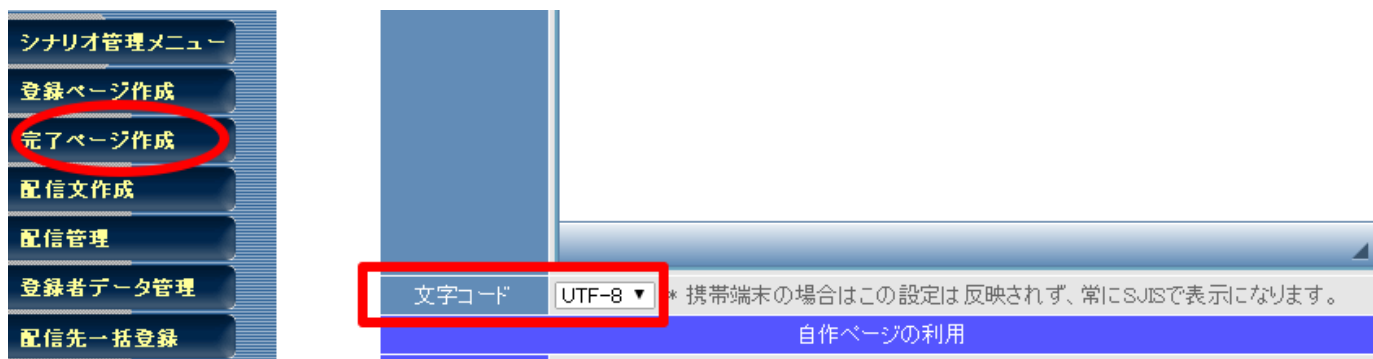 シナリオ管理メニュー
登録ページ作成
完了ページ作成
配信文作成
配信管理
登録者データ管理
配信先一括登録
文字コード UTF-8 ▼ * 携帯端末の場合はこの設定は反映されず、常にSJISで表示になります。
自作ページの利用